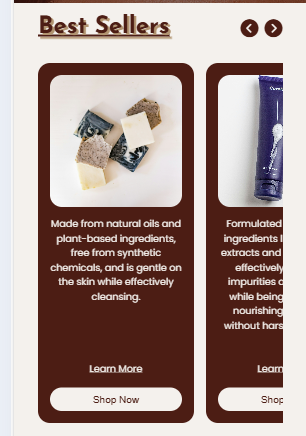 Best Sellers
Made from natural oils and
plant-based ingredients,
free from synthetic
chemicals, and is gentle on
the skin while effectively
cleansing.
Learn More
Shop Now
Formulated
ingredients
extracts and
effectively
impurities
while being
nourishing
without